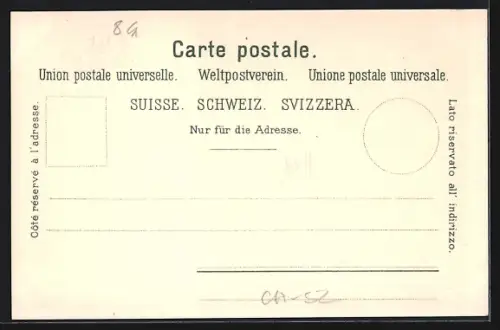 8G
Carte postale.
Union postale universelle. Weltpostverein. Unione postale universale.
SUISSE. SCHWEIZ. SVIZZERA.
Nur für die Adresse.
Côté réservé à l'adresse.
Lato riservato all' indirizzo.
CH-52